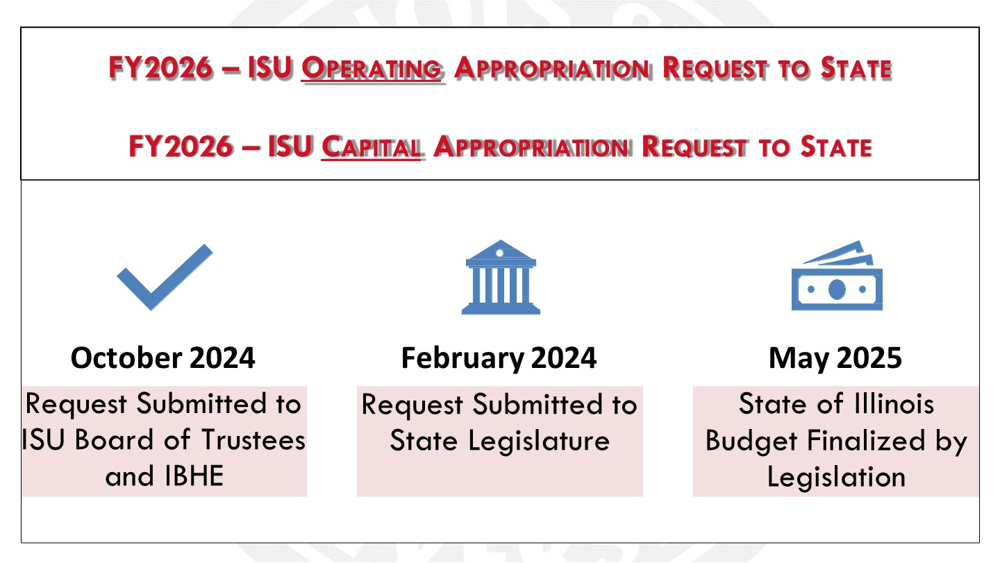 FY2026 – ISU Operating Appropriation Request to State
FY2026 – ISU Capital Appropriation Request to State
October 2024
Request Submitted to
ISU Board of Trustees
and IBHE
February 2024
Request Submitted to
State Legislature
May 2025
State of Illinois
Budget Finalized by
Legislation